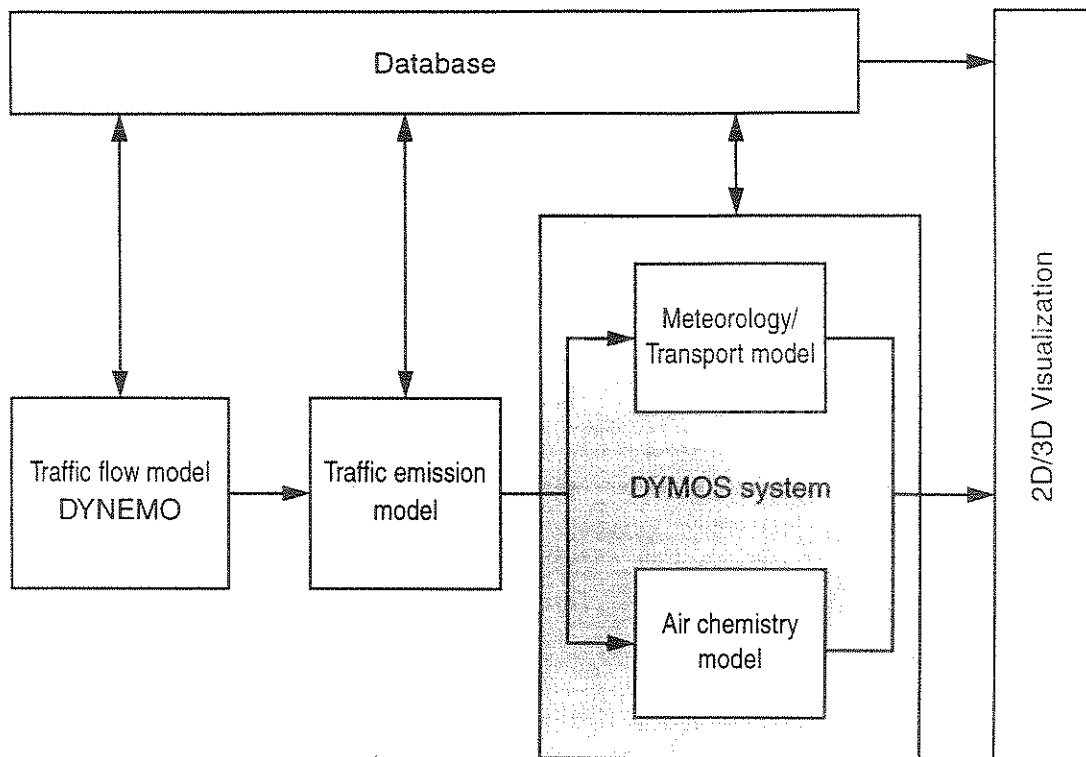 Database
Meteorology/
Transport model
Traffic flow model
DYNEMO
Traffic emission
model
DYMOS system
Air chemistry
model
2D/3D Visualization